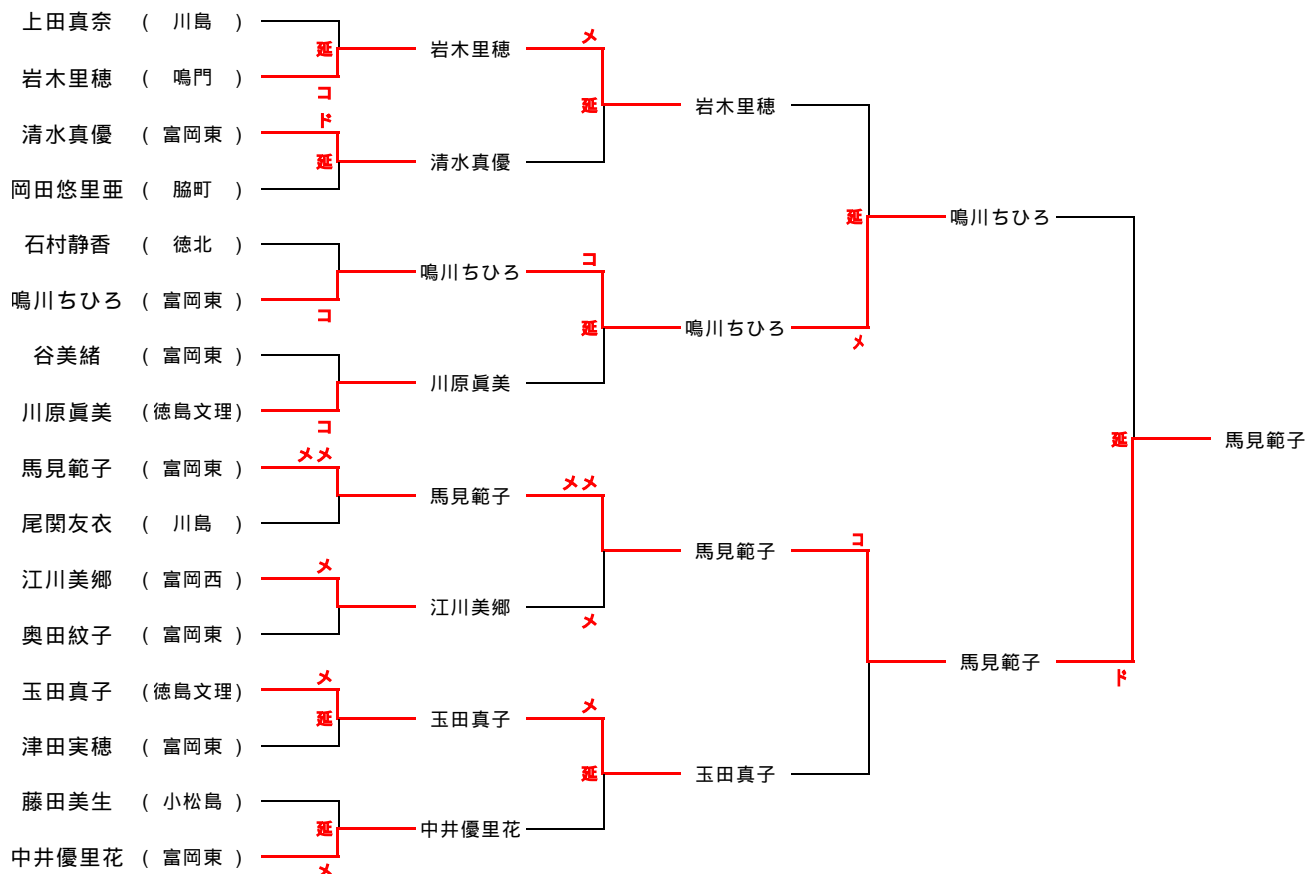 上田真奈 ( 川島 )
延 岩木里穂 メ
岩木里穂 ( 鳴門 )
コ 延 岩木里穂
ド
清水真優 ( 富岡東 )
延 清水真優
岡田悠里亜 ( 脇町 )
延 鳴川ちひろ
石村静香 ( 徳北 )
鳴川ちひろ コ
鳴川ちひろ ( 富岡東 )
コ 延 鳴川ちひろ メ
谷美緒 ( 富岡東 )
川原眞美
川原眞美 (徳島文理)
コ 延 馬見範子
メメ
馬見範子 ( 富岡東 )
馬見範子 メメ
尾関友衣 ( 川島 )
馬見範子 コ
江川美郷 ( 富岡西 ) メ
江川美郷 メ
奥田紋子 ( 富岡東 )
馬見範子 ド
玉田真子 (徳島文理) メ
延 玉田真子 メ
津田実穂 ( 富岡東 )
延 玉田真子
藤田美生 ( 小松島 )
延 中井優里花
中井優里花 ( 富岡東 )
メ